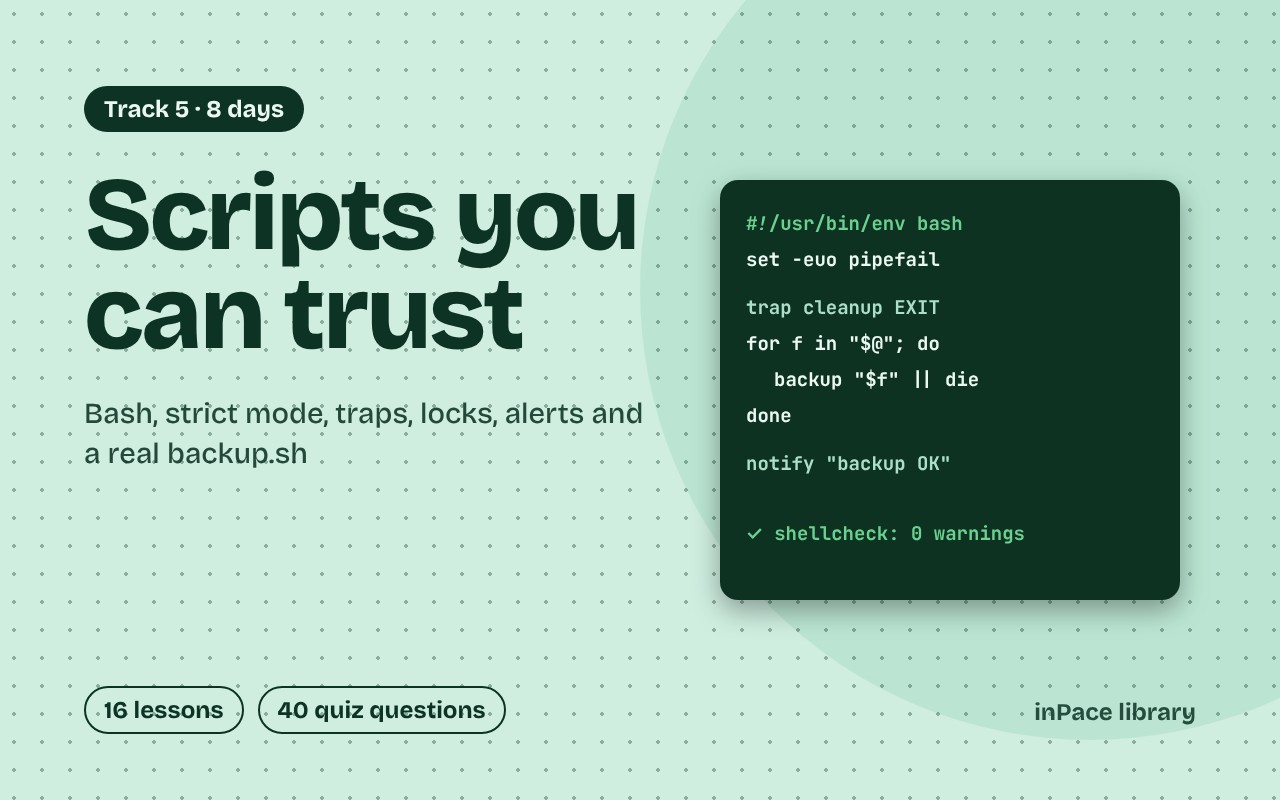 Track 5 · 8 days
Scripts you
can trust
Bash, strict mode, traps, locks, alerts and
a real backup.sh
#!/usr/bin/env bash
set -euo pipefail
trap cleanup EXIT
for f in "$@"; do
backup "$f" || die
done
notify "backup OK"
✓ shellcheck: 0 warnings
16 lessons
40 quiz questions
inPace library